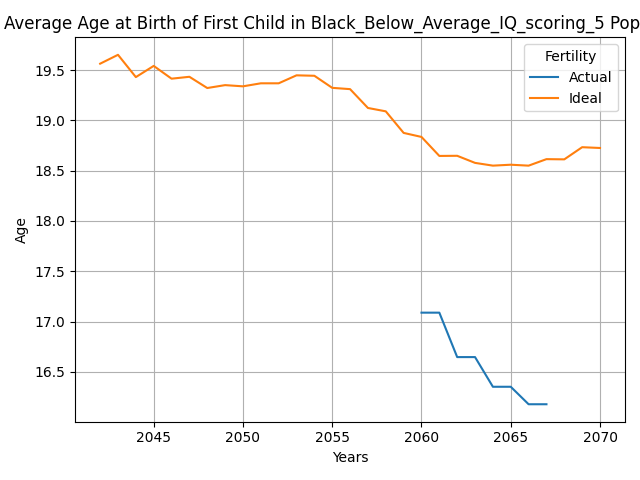 Average Age at Birth of First Child in Black_Below_Average_IQ_scoring_5 Pop
Fertility
Actual
Ideal
19.5
19.0
18.5
18.0
17.5
17.0
16.5
Age
2045 2050 2055 2060 2065 2070
Years